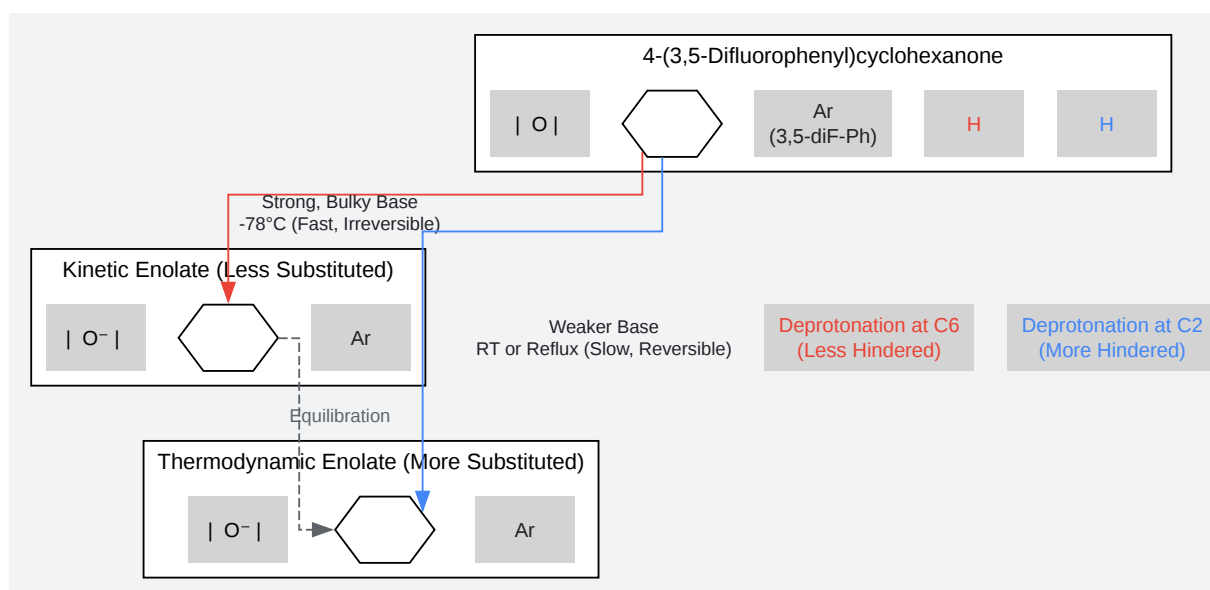 4-(3,5-Difluorophenyl)cyclohexanone
| O |
Ar
(3,5-diF-Ph)
H
H
Strong, Bulky Base
-78°C (Fast, Irreversible)
Kinetic Enolate (Less Substituted)
| O⁻ |
Ar
Weaker Base
RT or Reflux (Slow, Reversible)
Deprotonation at C6
(Less Hindered)
Deprotonation at C2
(More Hindered)
Equilibration
Thermodynamic Enolate (More Substituted)
| O⁻ |
Ar